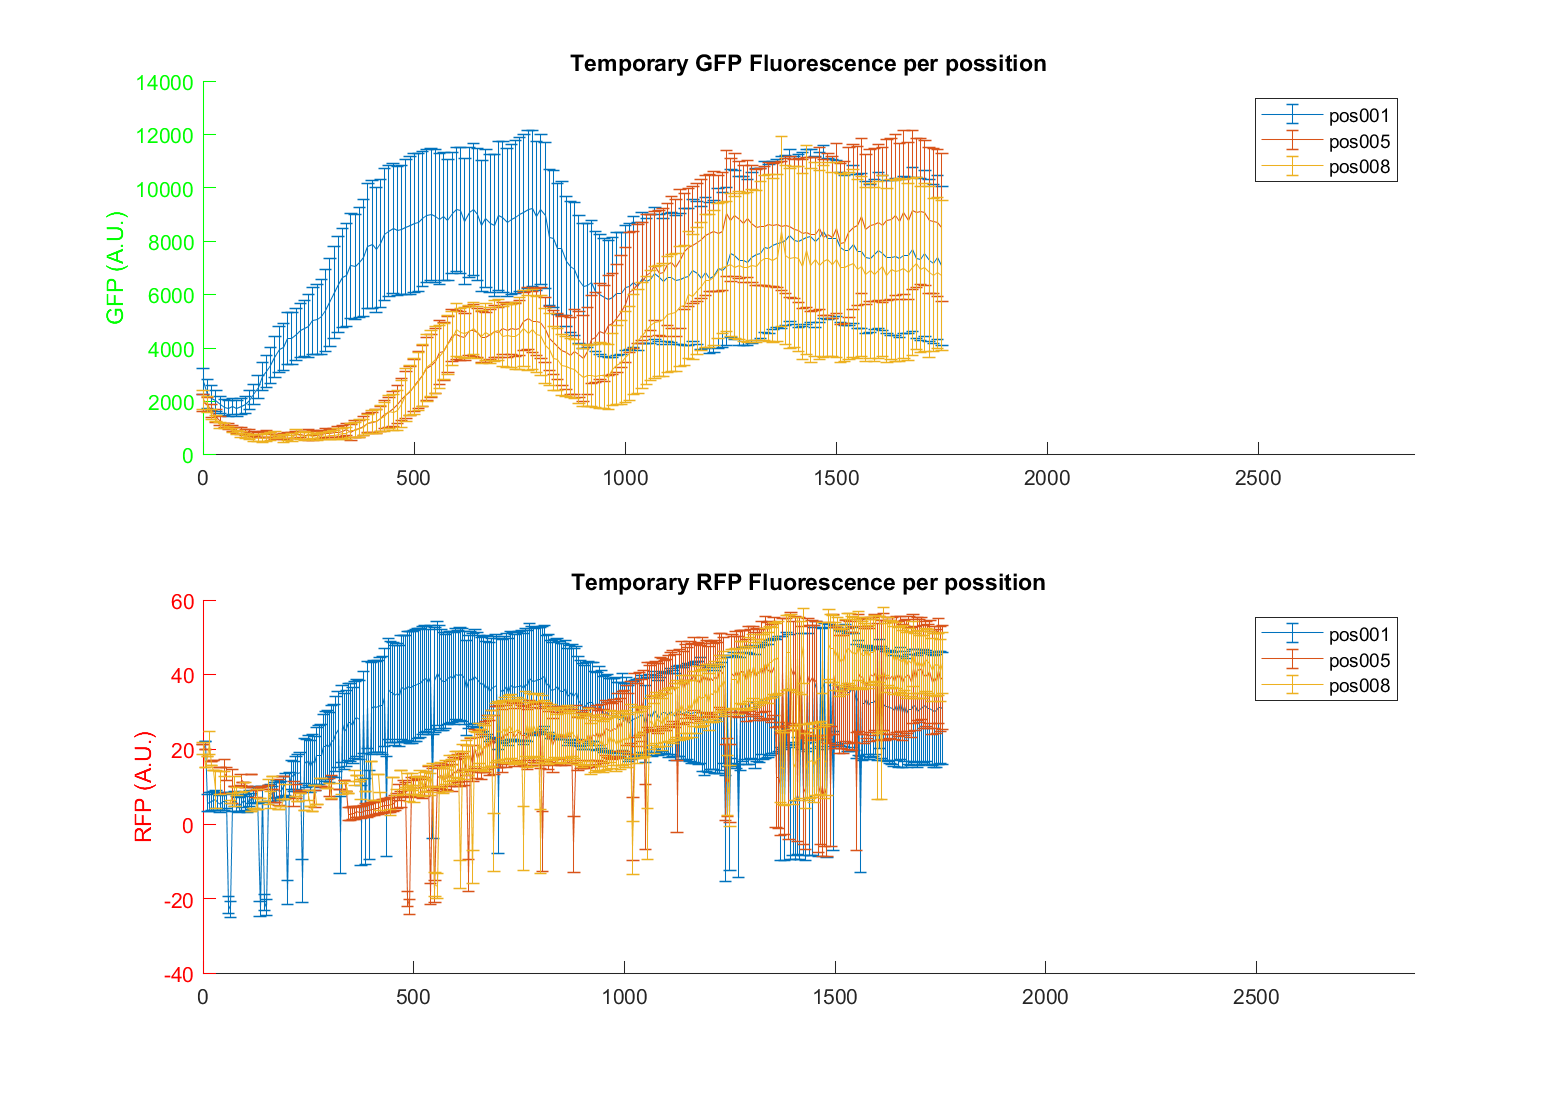 Temporary GFP Fluorescence per possition
14000
12000
10000
8000
6000
4000
2000
0
GFP (A.U.)
0 500 1000 1500 2000 2500
pos001
pos005
pos008
Temporary RFP Fluorescence per possition
60
40
20
0
-20
-40
RFP (A.U.)
0 500 1000 1500 2000 2500
pos001
pos005
pos008